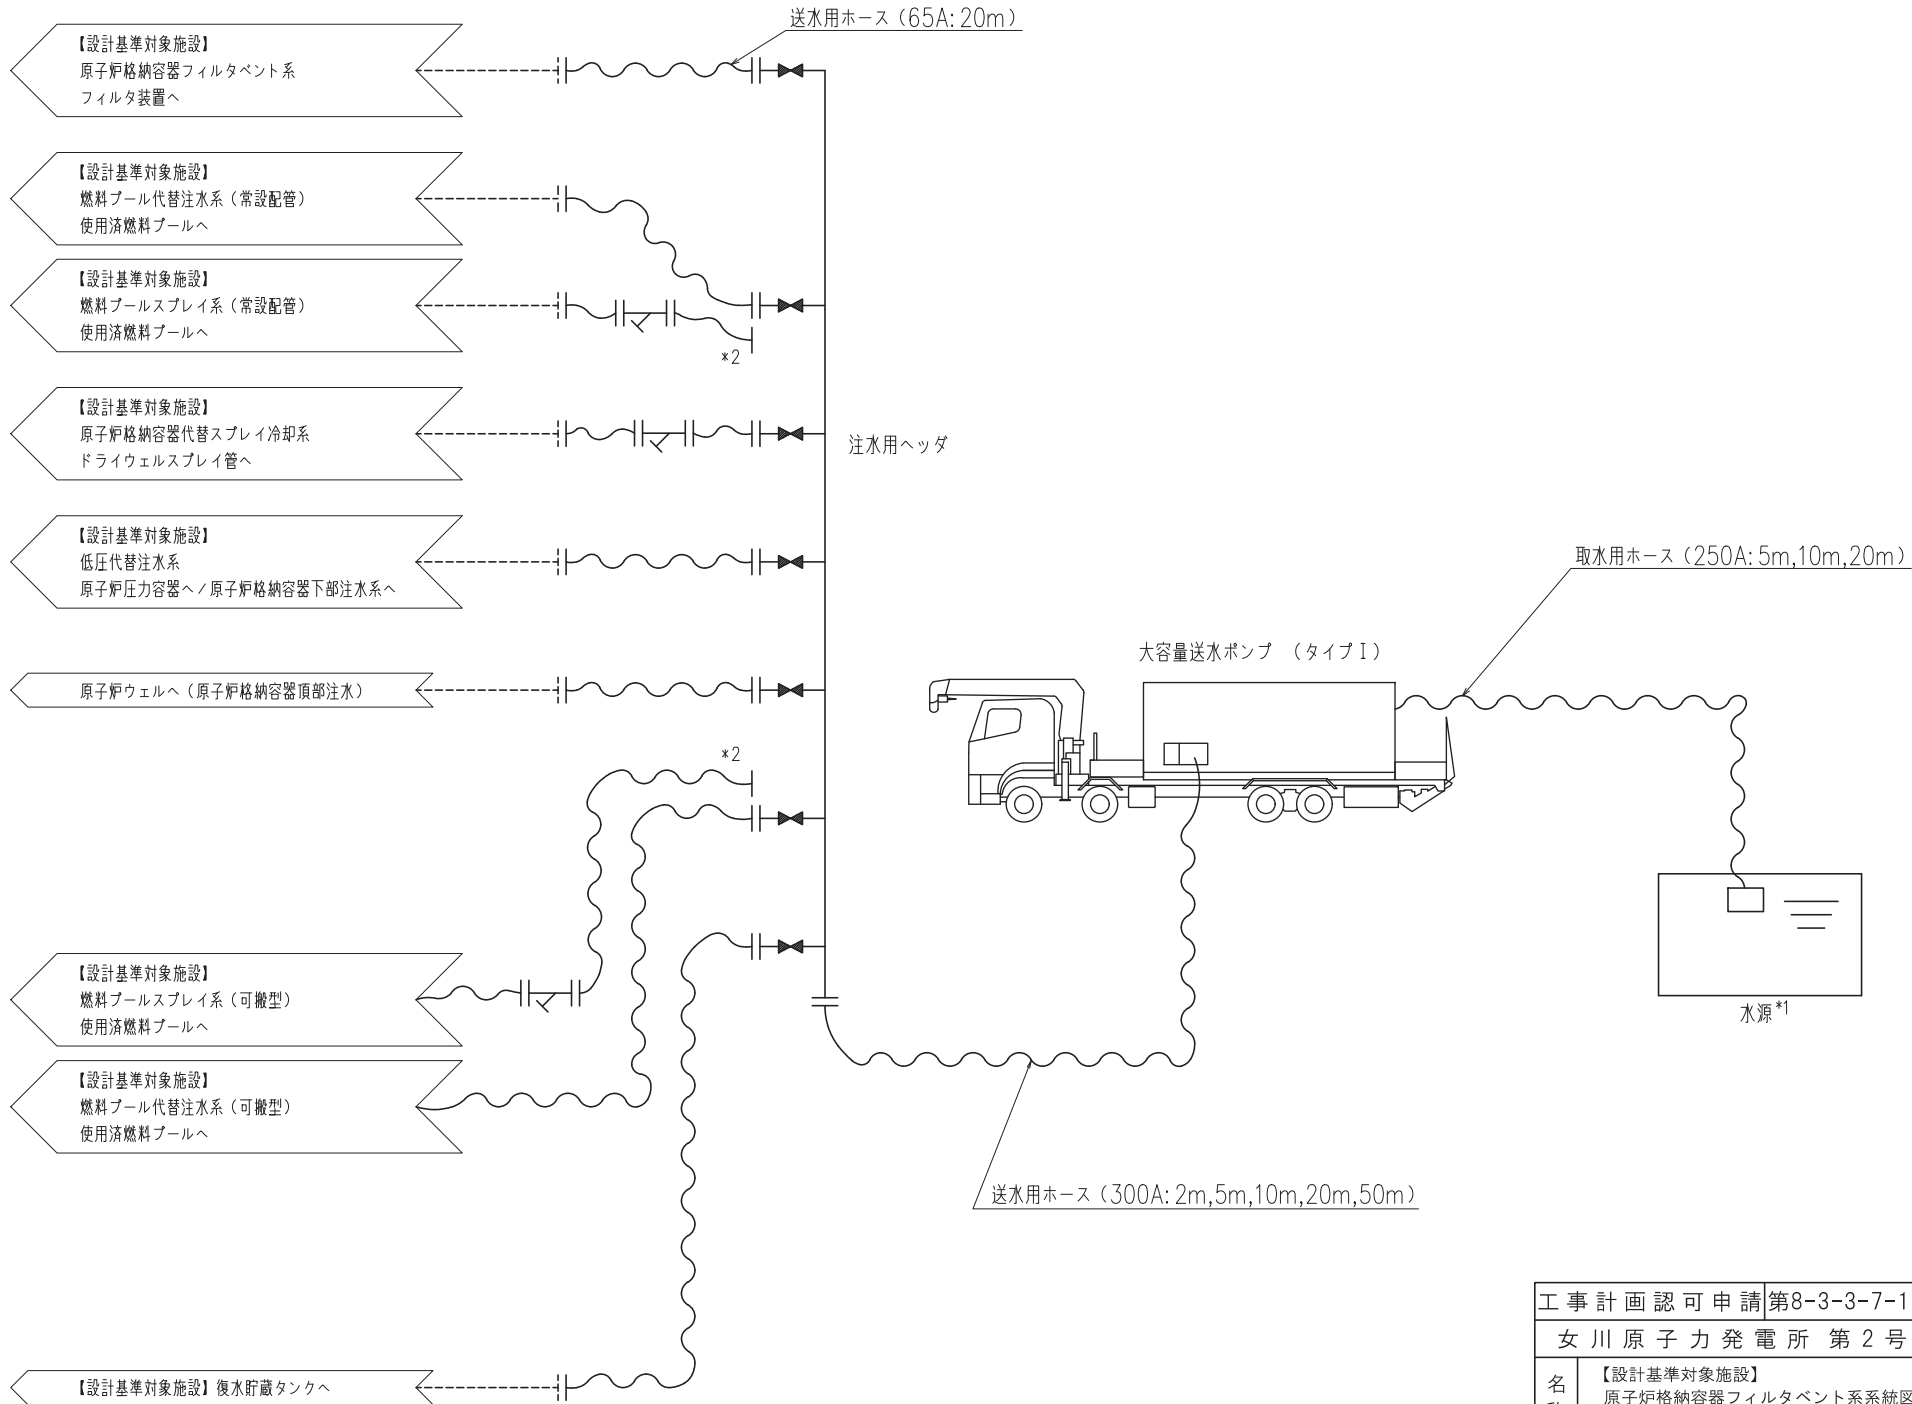 送水用ホース（65A：20m）
【設計基準対象施設】
原子炉格納容器フィルタベント系
フィルタ装置へ
【設計基準対象施設】
燃料プール代替注水系（常設配管）
使用済燃料プールへ
【設計基準対象施設】
燃料プールスプレイ系（常設配管）
使用済燃料プールへ
*2
【設計基準対象施設】
原子炉格納容器代替スプレイ冷却系
ドライウェルスプレイ管へ
注水用ヘッダ
【設計基準対象施設】
低圧代替注水系
原子炉圧力容器へ／原子炉格納容器下部注水系へ
取水用ホース（250A：5m,10m,20m）
大容量送水ポンプ （タイプⅠ）
原子炉ウェルへ（原子炉格納容器頂部注水）
*2
【設計基準対象施設】
燃料プールスプレイ系（可搬型）
使用済燃料プールへ
水源*1
【設計基準対象施設】
燃料プール代替注水系（可搬型）
使用済燃料プールへ
送水用ホース（300A：2m,5m,10m,20m,50m）
【設計基準対象施設】復水貯蔵タンクへ
工事計画認可申請 第8-3-3-7-1
女川原子力発電所 第2号
名
【設計基準対象施設】
原子炉格納容器フィルタベント系系統図